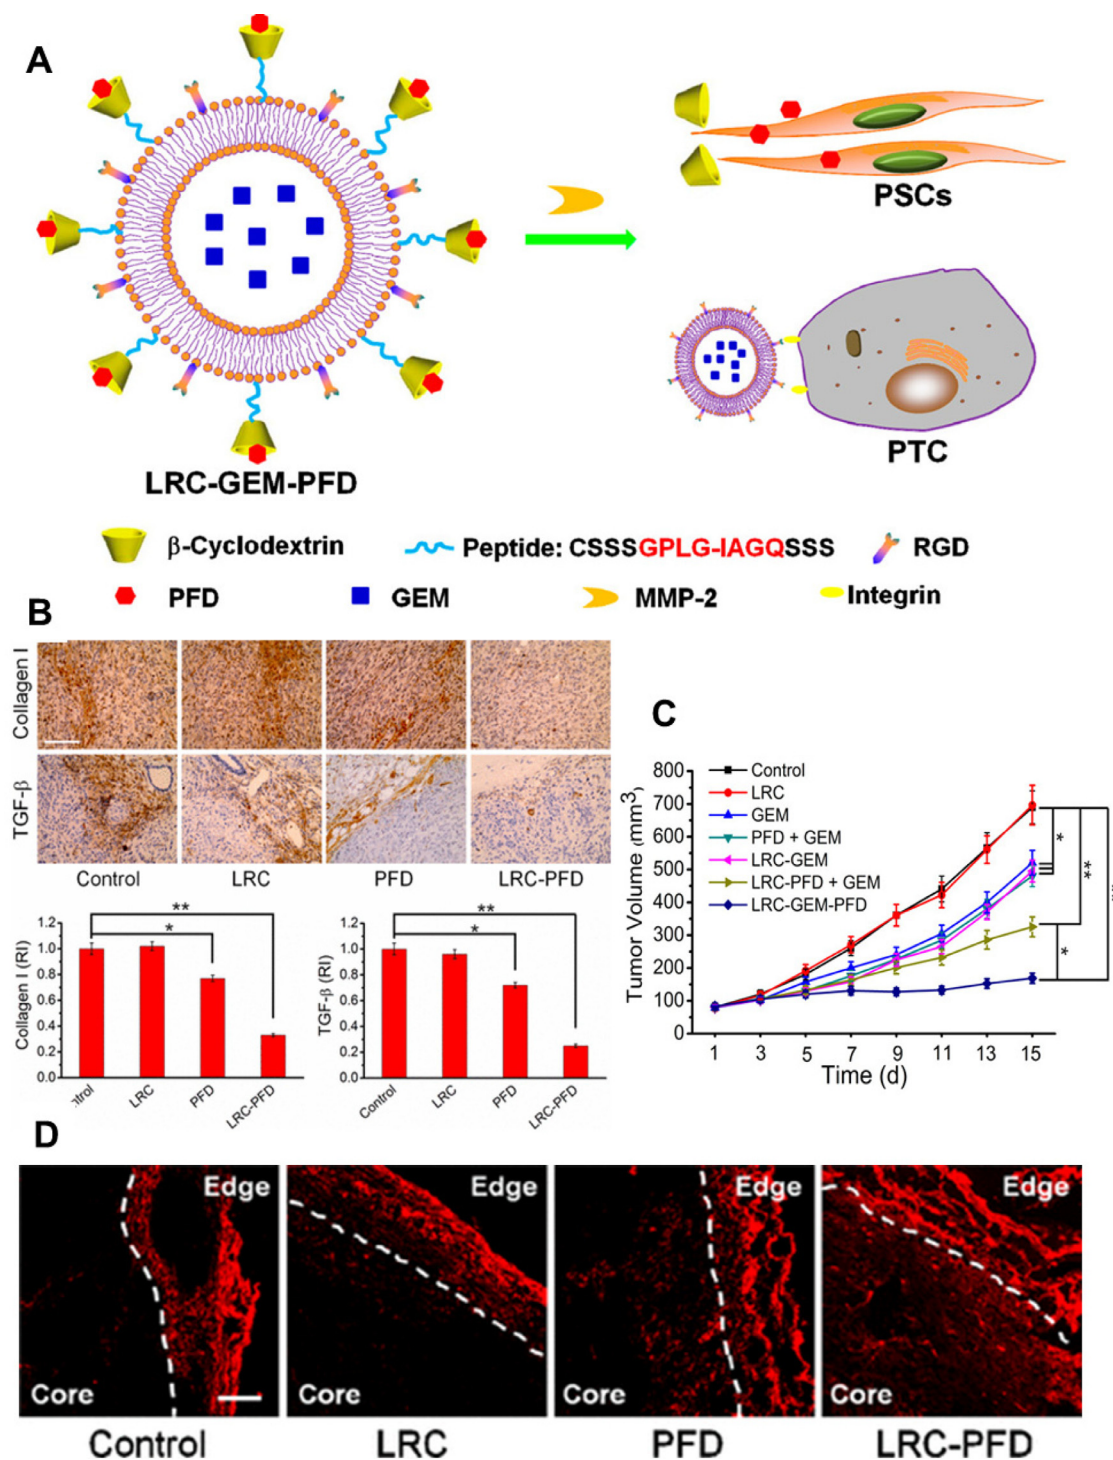 A
PSCs
PTC
LRC-GEM-PFD
β-Cyclodextrin
Peptide: CSSSGPLG-IAGQSSS
RGD
PFD
GEM
MMP-2
Integrin
B
Collagen I
TGF-β
Control
LRC
PFD
LRC-PFD
Collagen I (RI)
1.4
1.2
1.0
0.8
0.6
0.4
0.2
0.0
**
*
ntrol
LRC
PFD
LRC-PFD
TGF-β (RI)
1.4
1.2
1.0
0.8
0.6
0.4
0.2
0.0
**
*
Control
LRC
PFD
LRC-PFD
C
Tumor Volume (mm³)
800
700
600
500
400
300
200
100
0
Control
LRC
GEM
PFD + GEM
LRC-GEM
LRC-PFD + GEM
LRC-GEM-PFD
*
**
**
*
1 3 5 7 9 11 13 15
Time (d)
D
Edge
Core
Control
Edge
Core
LRC
Edge
Core
PFD
Edge
Core
LRC-PFD